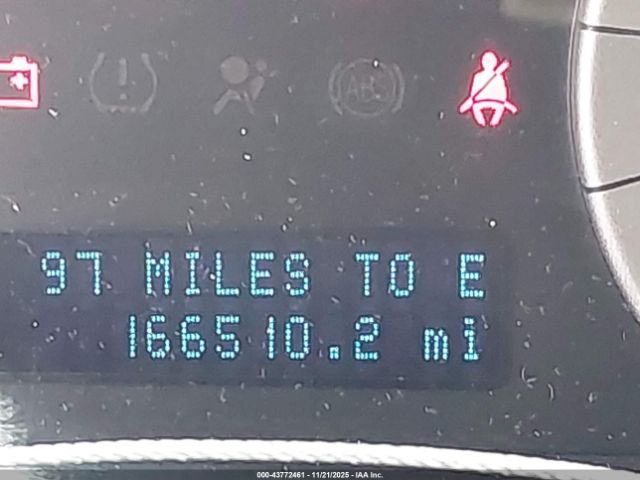 ABS
97 MILES TO E
166510.2 mi
000-43772461 - 11/21/2025 - IAA Inc.